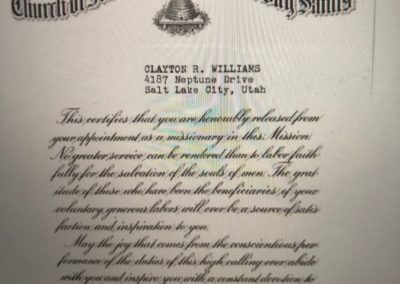 Church of
Day Saints
CLAYTON R. WILLIAMS
4187 Neptune Drive
Salt Lake City, Utah
This certifies that you are honorably released from
your appointment as a missionary in this Mission.
No greater service can be rendered than to labor faith
fully for the salvation of the souls of men. The grat
itude of those who have been the beneficiaries of your
voluntary, generous labors, will ever be a source of satis
faction and inspiration to you.
May the joy that comes from the conscientious per
formance of the duties of this high calling ever abide
with you and inspire you with a constant devotion to